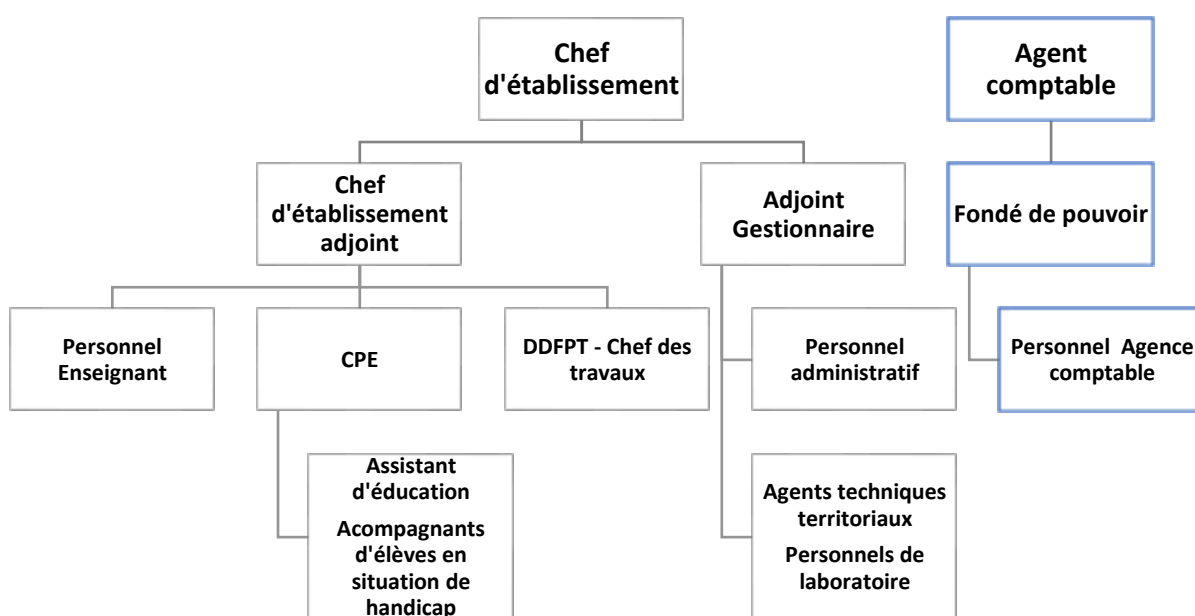 Chef
d'établissement
Agent
comptable
Chef
d'établissement
adjoint
Adjoint
Gestionnaire
Fondé de pouvoir
Personnel
Enseignant
CPE
DDFPT - Chef des
travaux
Personnel
administratif
Personnel Agence
comptable
Assistant
d'éducation
Acompagnants
d'élèves en
situation de
handicap
Agents techniques
territoriaux
Personnels de
laboratoire